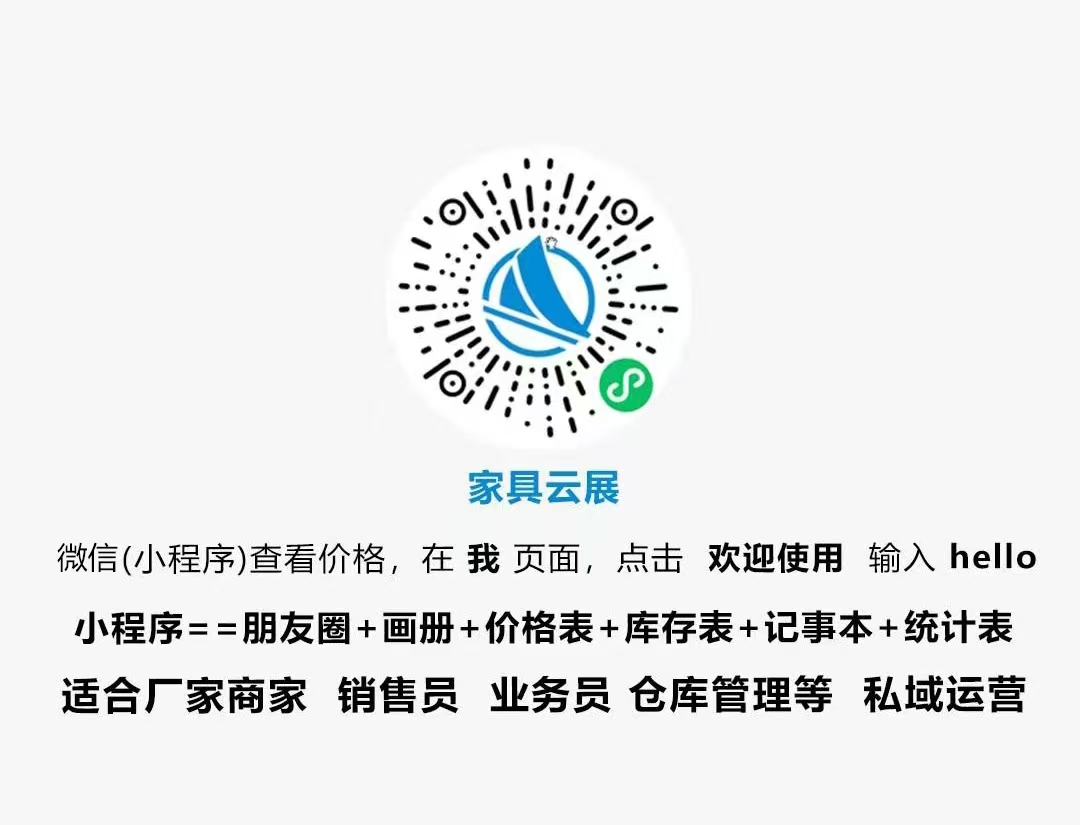 家具云展
微信(小程序)查看价格，在 我 页面，点击 欢迎使用 输入 hello
小程序==朋友圈+画册+价格表+库存表+记事本+统计表
适合厂家商家 销售员 业务员 仓库管理等 私域运营